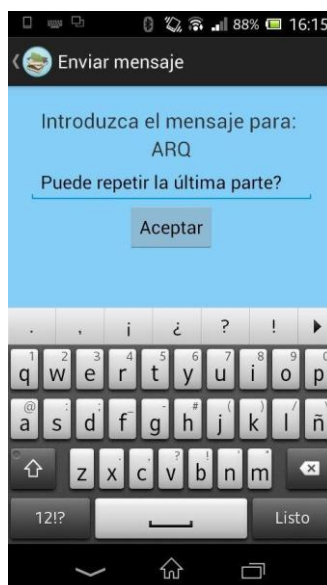 88% 16:15
Enviar mensaje
Introduzca el mensaje para:
ARQ
Puede repetir la última parte?
Aceptar
. , ¡ ¿ ? !
1 2 3 4 5 6 7 8 9 0
q w e r t y u i o p
@ : ; _ - # ( ) /
a s d f g h j k l ñ
z x c v b n m
12!? Listo